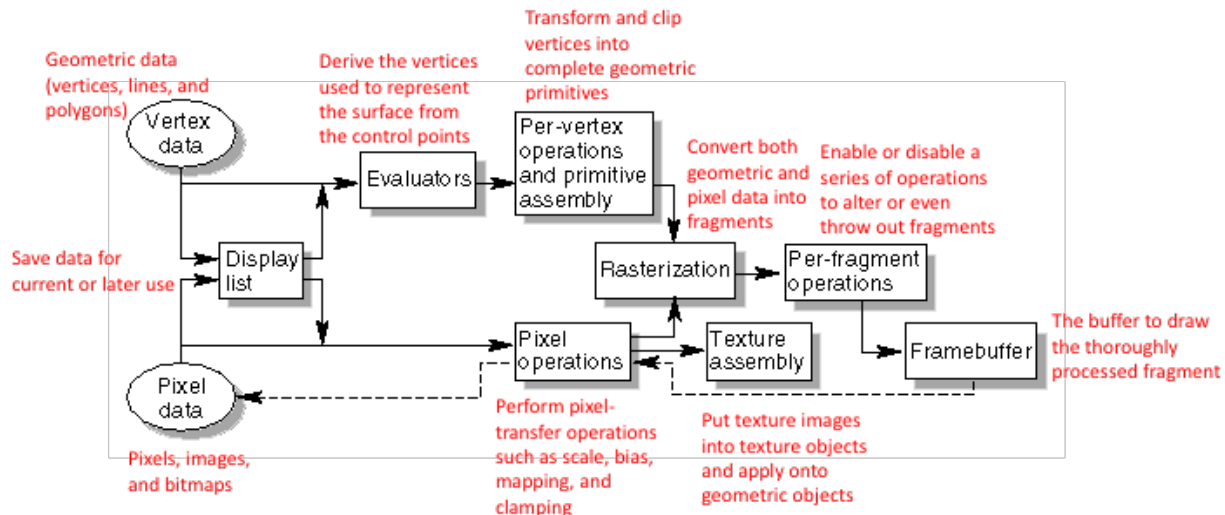 Geometric data
(vertices, lines, and
polygons)
Vertex
data
Derive the vertices
used to represent
the surface from
the control points
Evaluators
Transform and clip
vertices into
complete geometric
primitives
Per-vertex
operations
and primitive
assembly
Convert both
geometric and
pixel data into
fragments
Enable or disable a
series of operations
to alter or even
throw out fragments
Save data for
current or later use
Display
list
Rasterization
Per-fragment
operations
Pixel
operations
Texture
assembly
Framebuffer
The buffer to draw
the thoroughly
processed fragment
Pixel
data
Pixels, images,
and bitmaps
Perform pixel-
transfer operations
such as scale, bias,
mapping, and
clamping
Put texture images
into texture objects
and apply onto
geometric objects